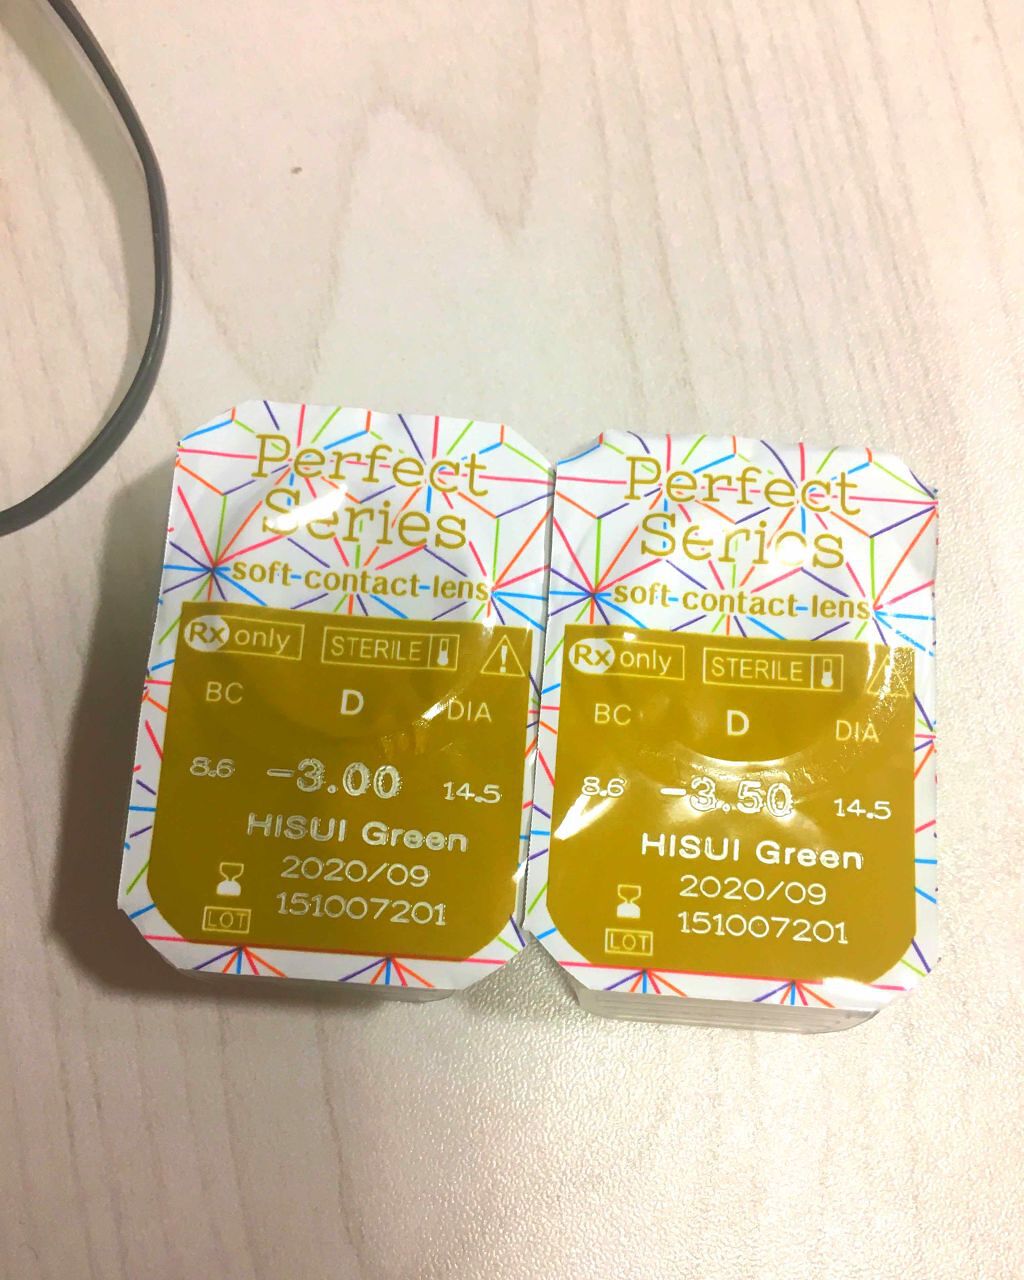 Perfect
Series
soft-contact-lens
Rx only STERILE
BC D DIA
8.6 -3.00 14.5
HISUI Green
2020/09
LOT 151007201
Perfect
Series
soft-contact-lens
Rx only STERILE
BC D DIA
8.6 -3.50 14.5
HISUI Green
2020/09
LOT 151007201